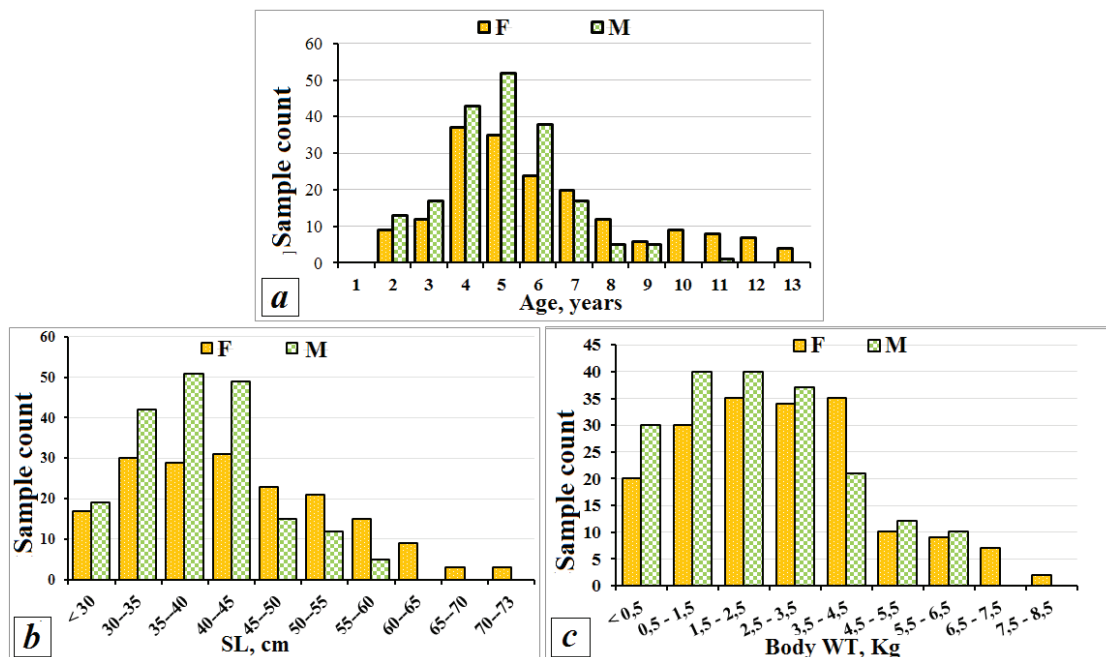 F M
60
50
40
30
20
10
0
] Sample count
1 2 3 4 5 6 7 8 9 10 11 12 13
Age, years
a
F M
60
50
40
30
20
10
0
Sample count
< 30 30–35 35–40 40–45 45–50 50–55 55–60 60–65 65–70 70–73
SL, cm
b
F M
45
40
35
30
25
20
15
10
5
0
Sample count
< 0,5 0,5 - 1,5 1,5 - 2,5 2,5 - 3,5 3,5 - 4,5 4,5 - 5,5 5,5 - 6,5 6,5 - 7,5 7,5 - 8,5
Body WT, Kg
c